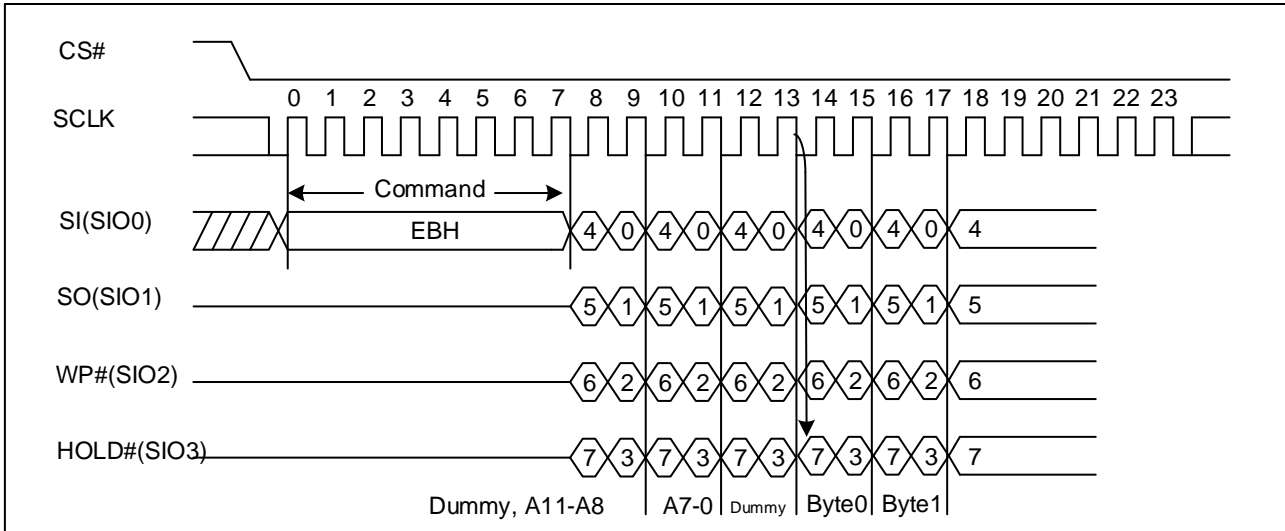 CS#
0 1 2 3 4 5 6 7 8 9 10 11 12 13 14 15 16 17 18 19 20 21 22 23
SCLK
Command
SI(SIO0) EBH 4 0 4 0 4 0 4 0 4 0 4
SO(SIO1) 5 1 5 1 5 1 5 1 5 1 5
WP#(SIO2) 6 2 6 2 6 2 6 2 6 2 6
HOLD#(SIO3) 7 3 7 3 7 3 7 3 7 3 7
Dummy, A11-A8 A7-0 Dummy Byte0 Byte1